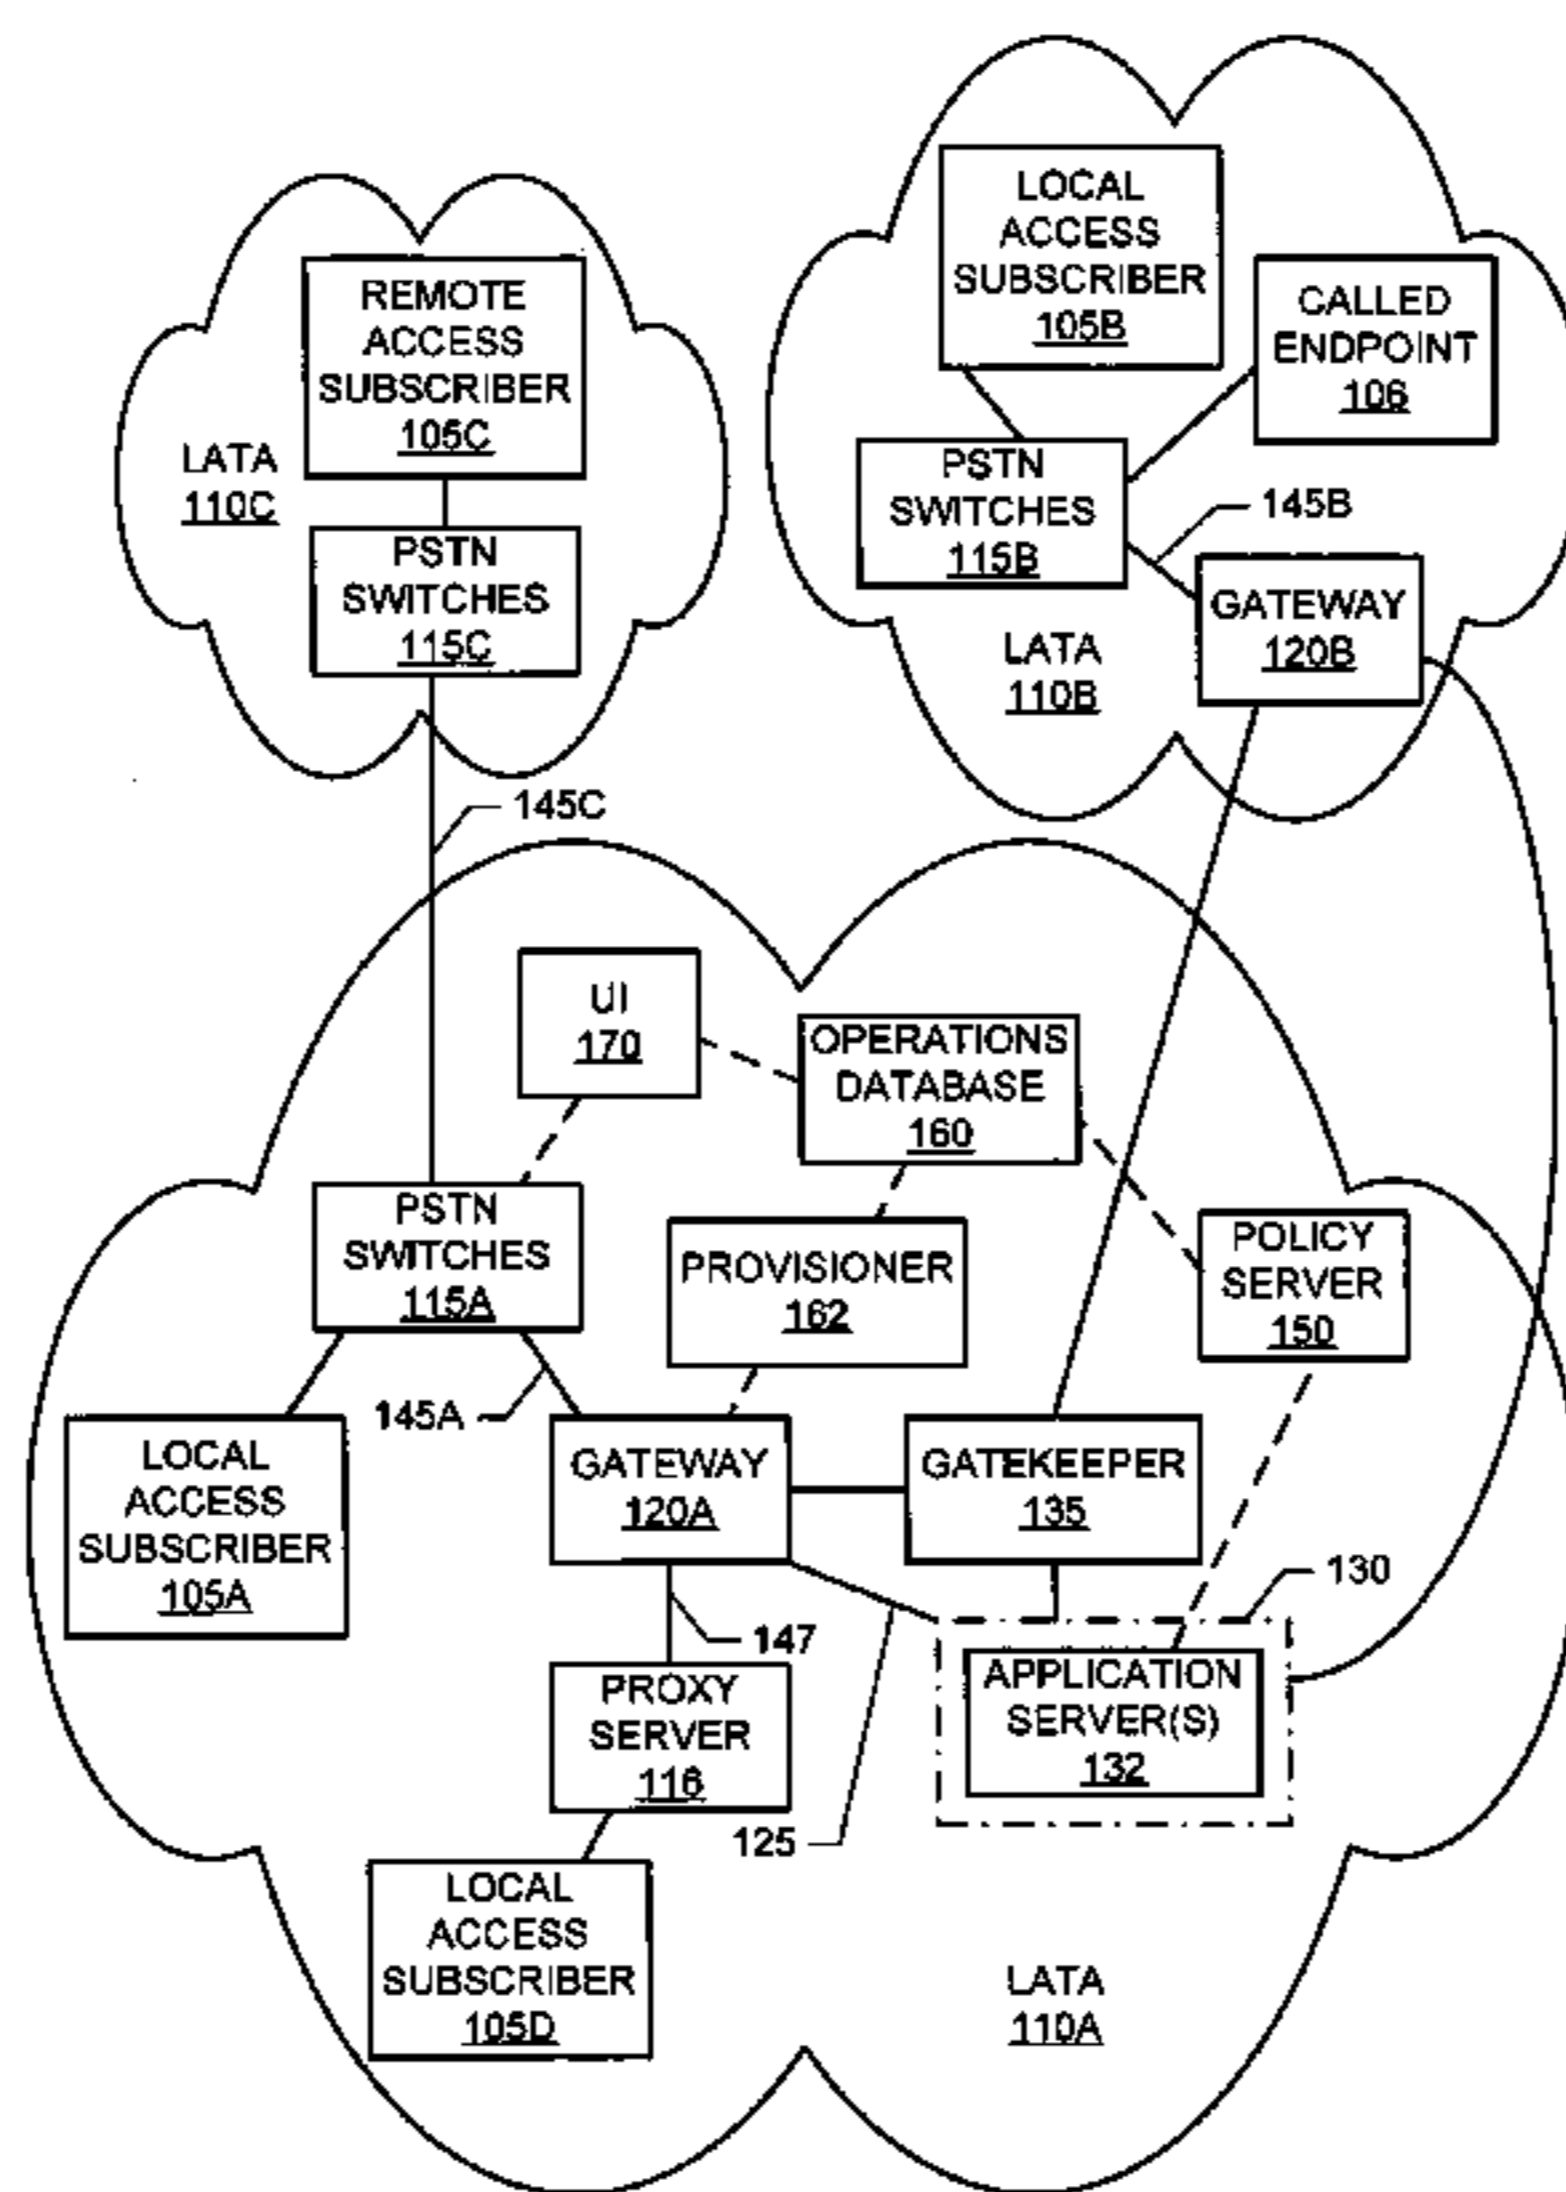 LOCAL
ACCESS
SUBSCRIBER
105B
REMOTE
ACCESS
SUBSCRIBER
105C
CALLED
ENDPOINT
106
LATA
110C
PSTN
SWITCHES
115B
145B
PSTN
SWITCHES
115C
GATEWAY
120B
LATA
110B
145C
UI
170
OPERATIONS
DATABASE
160
PSTN
SWITCHES
115A
PROVISIONER
162
POLICY
SERVER
150
145A
LOCAL
ACCESS
SUBSCRIBER
105A
GATEWAY
120A
GATEKEEPER
135
130
147
PROXY
SERVER
116
APPLICATION
SERVER(S)
132
125
LOCAL
ACCESS
SUBSCRIBER
105D
LATA
110A